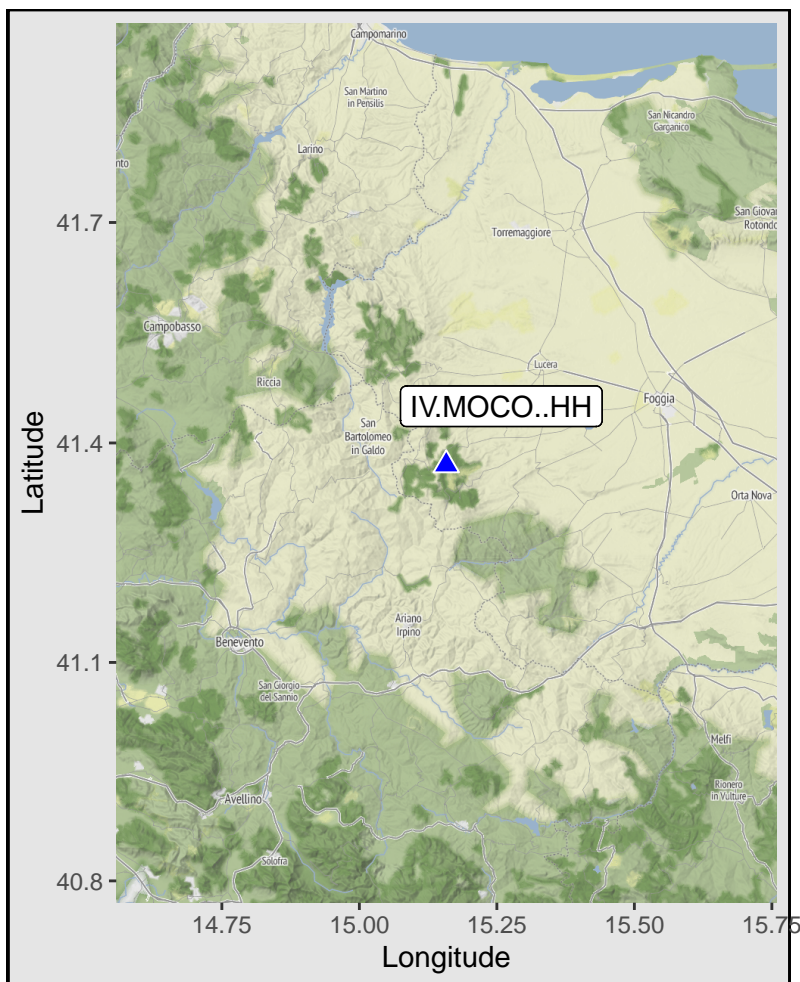 Campomarino
San Martino
in Pensilis
San Nicandro
Garganico
Larino
nto
San Giovan
Rotondo
41.7
Torremaggiore
Campobasso
Lucera
Riccia
Foggia
IV.MOCO..HH
San
Bartolomeo
in Galdo
41.4
Latitude
Orta Nova
Ariano
Irpino
Benevento
41.1
San Giorgio
del Sannio
Melfi
Rionero
in Vulture
Avellino
Solofra
40.8
14.75
15.00
15.25
15.50
15.75
Longitude